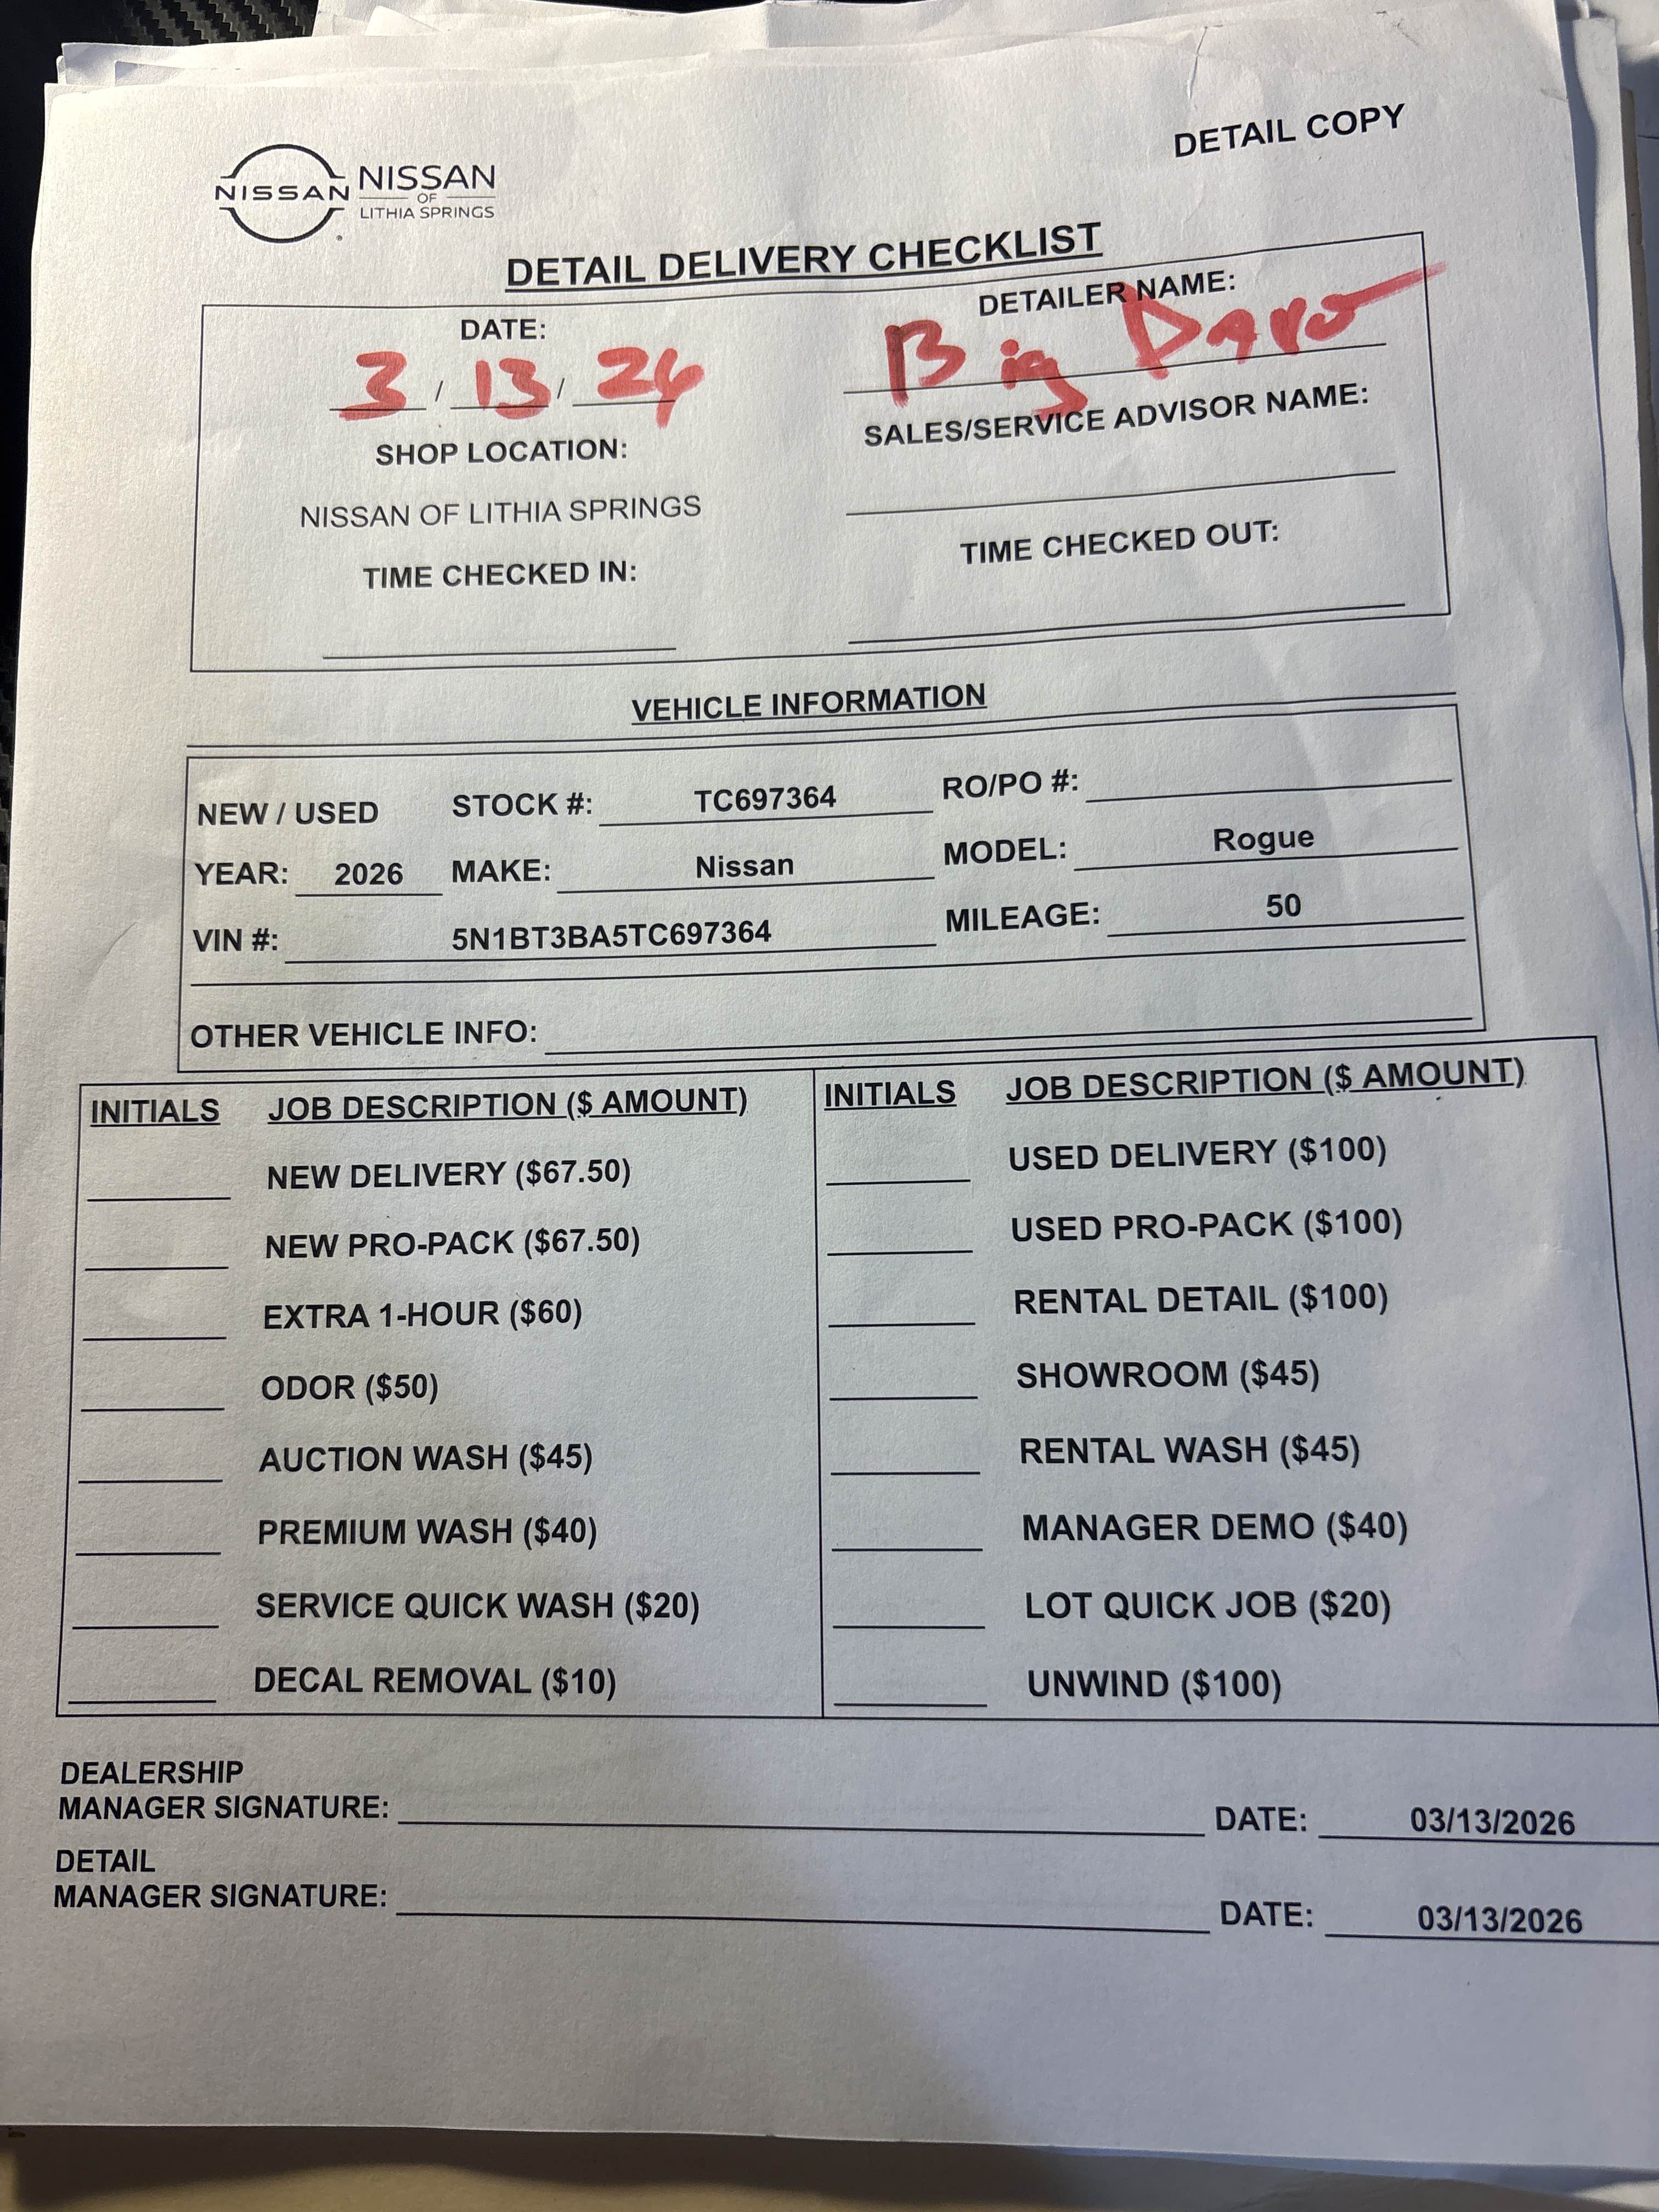 DETAIL COPY
NISSAN NISSAN
OF
LITHIA SPRINGS
DETAIL DELIVERY CHECKLIST
DATE: DETAILER NAME:
3 / 13 / 26 Big
SHOP LOCATION: SALES/SERVICE ADVISOR NAME:
NISSAN OF LITHIA SPRINGS
TIME CHECKED IN: TIME CHECKED OUT:
VEHICLE INFORMATION
NEW / USED STOCK #: TC697364 RO/PO #:
YEAR: 2026 MAKE: Nissan MODEL: Rogue
VIN #: 5N1BT3BA5TC697364 MILEAGE: 50
OTHER VEHICLE INFO:
INITIALS JOB DESCRIPTION ($ AMOUNT) INITIALS JOB DESCRIPTION ($ AMOUNT)
NEW DELIVERY ($67.50) USED DELIVERY ($100)
NEW PRO-PACK ($67.50) USED PRO-PACK ($100)
EXTRA 1-HOUR ($60) RENTAL DETAIL ($100)
ODOR ($50) SHOWROOM ($45)
AUCTION WASH ($45) RENTAL WASH ($45)
PREMIUM WASH ($40) MANAGER DEMO ($40)
SERVICE QUICK WASH ($20) LOT QUICK JOB ($20)
DECAL REMOVAL ($10) UNWIND ($100)
DEALERSHIP
MANAGER SIGNATURE: DATE: 03/13/2026
DETAIL
MANAGER SIGNATURE: DATE: 03/13/2026